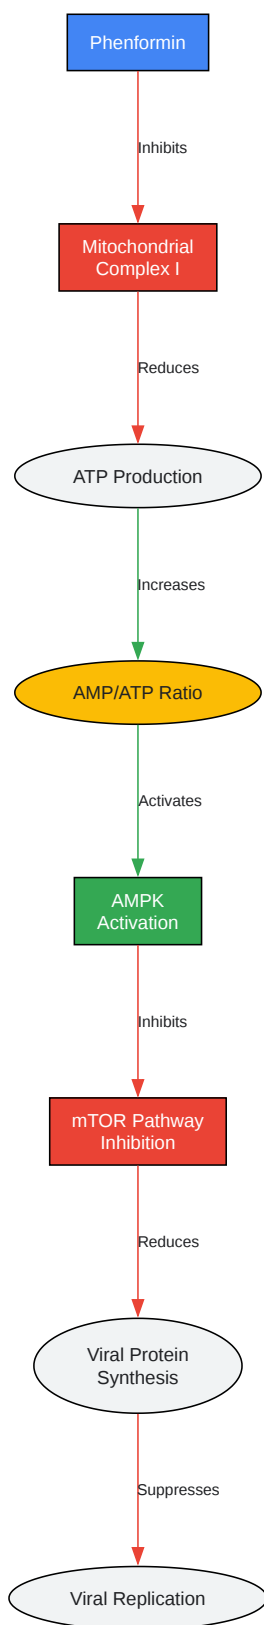 Phenformin
Inhibits
Mitochondrial
Complex I
Reduces
ATP Production
Increases
AMP/ATP Ratio
Activates
AMPK
Activation
Inhibits
mTOR Pathway
Inhibition
Reduces
Viral Protein
Synthesis
Suppresses
Viral Replication